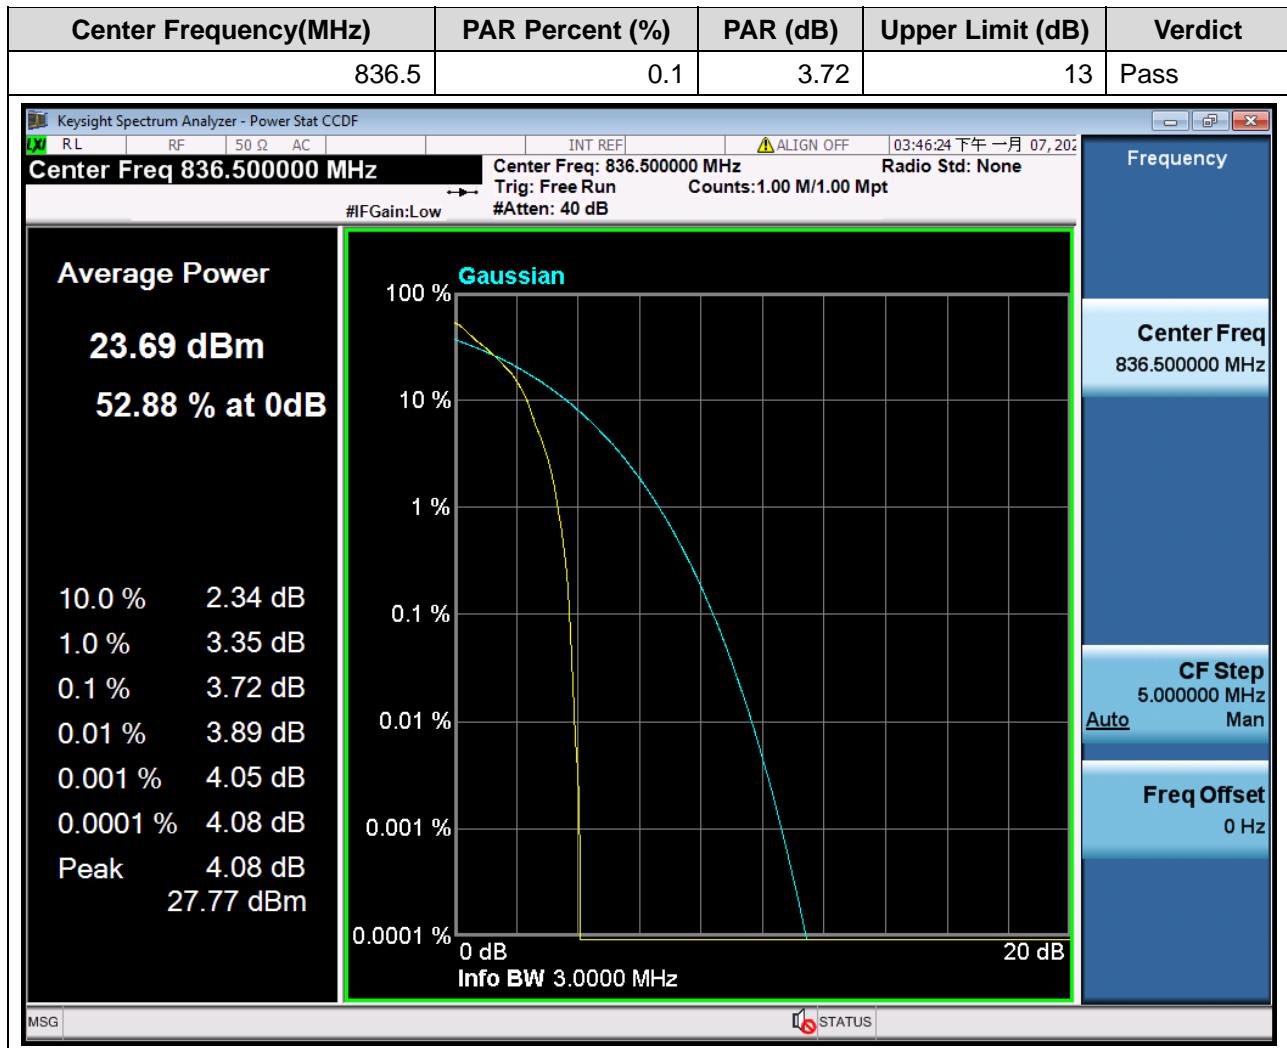 Center Frequency(MHz) PAR Percent (%) PAR (dB) Upper Limit (dB) Verdict
836.5 0.1 3.72 13 Pass
Keysight Spectrum Analyzer - Power Stat CCDF
LXI RL RF 50 Ω AC INT REF ALIGN OFF 03:46:24 下午 一月 07, 202
Center Freq 836.500000 MHz
#IFGain:Low
Center Freq: 836.500000 MHz Radio Std: None
Trig: Free Run Counts:1.00 M/1.00 Mpt
#Atten: 40 dB
Average Power
23.69 dBm
52.88 % at 0dB
10.0 % 2.34 dB
1.0 % 3.35 dB
0.1 % 3.72 dB
0.01 % 3.89 dB
0.001 % 4.05 dB
0.0001 % 4.08 dB
Peak 4.08 dB
27.77 dBm
Gaussian
100 %
10 %
1 %
0.1 %
0.01 %
0.001 %
0.0001 %
0 dB 20 dB
Info BW 3.0000 MHz
Frequency
Center Freq
836.500000 MHz
CF Step
5.000000 MHz
Auto Man
Freq Offset
0 Hz
MSG STATUS